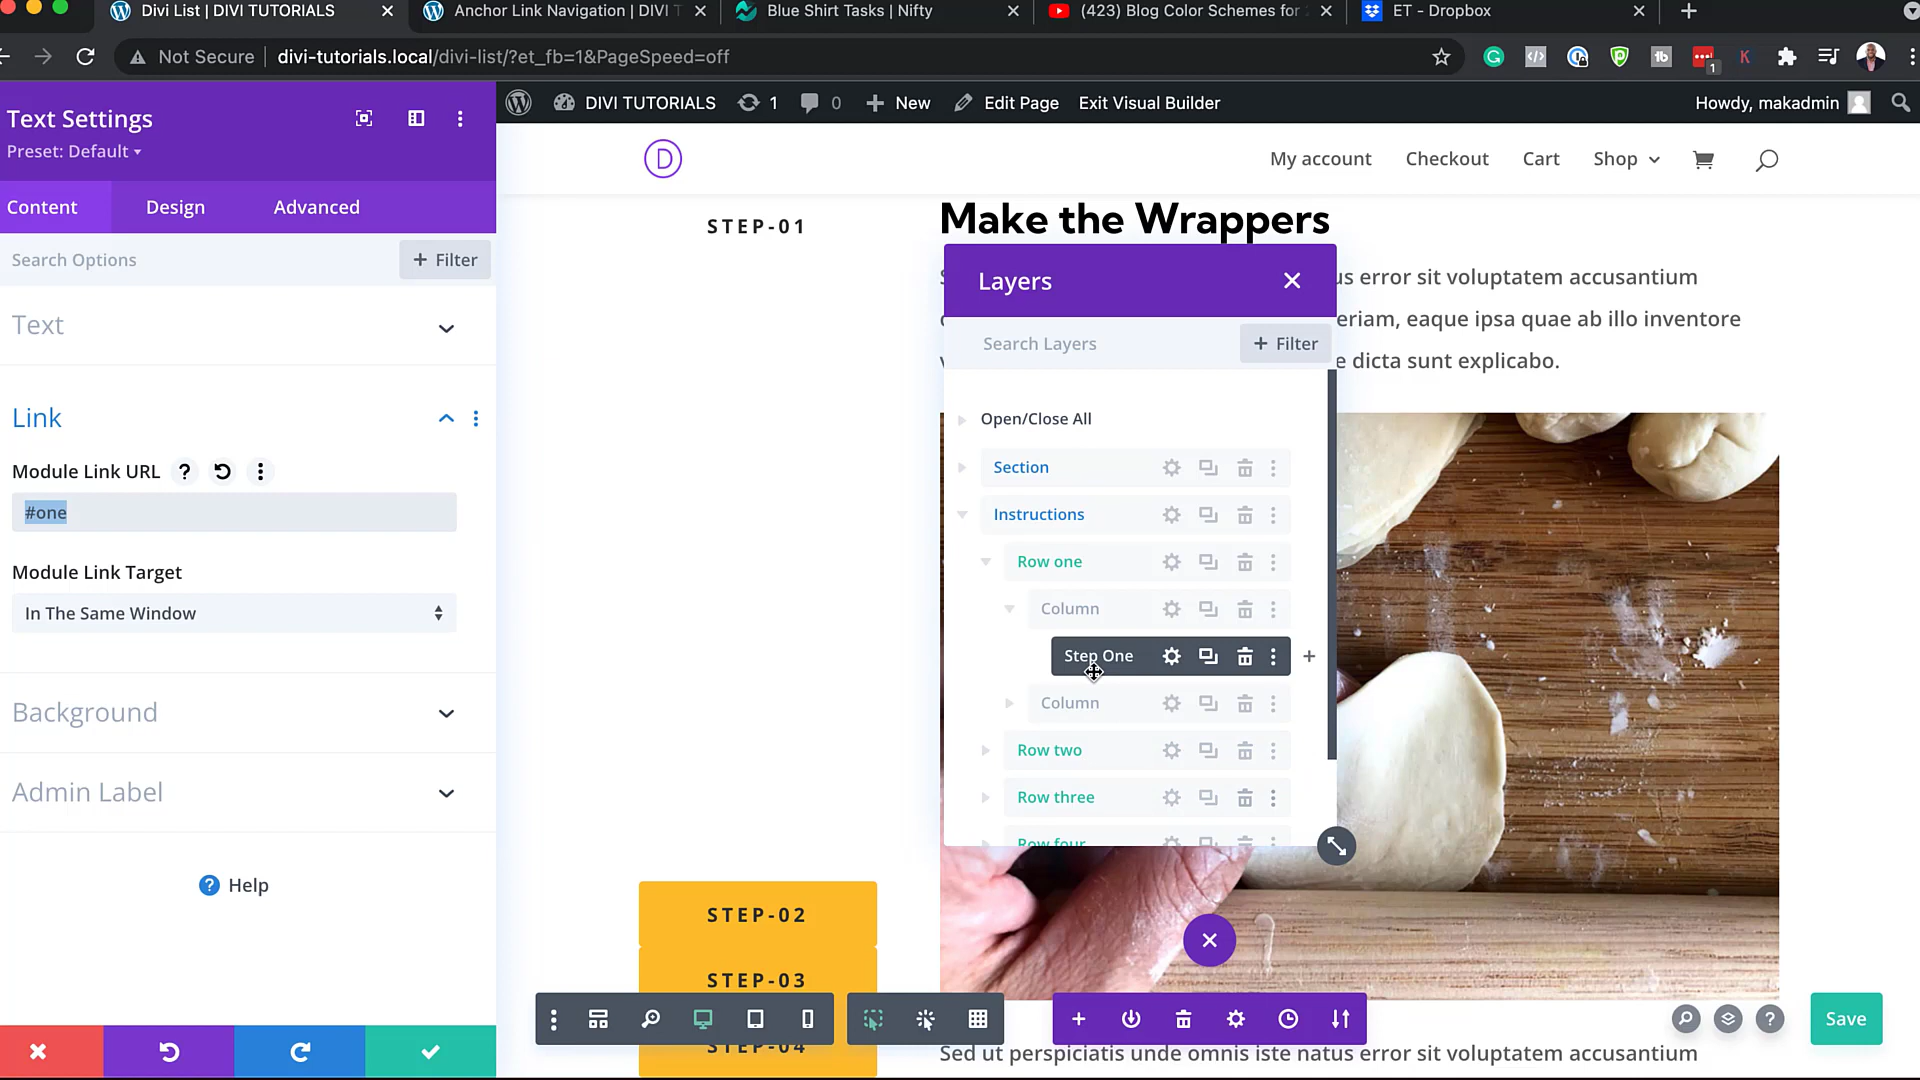 Divi List | DIVI TUTORIALS
Anchor Link Navigation | DIVI T
Blue Shirt Tasks | Nifty
(423) Blog Color Schemes for
ET - Dropbox
Not Secure
divi-tutorials.local/divi-list/?et_fb=1&PageSpeed=off
1
DIVI TUTORIALS
1
0
New
Edit Page
Exit Visual Builder
Howdy, makadmin
Text Settings
Preset: Default
Content
Design
Advanced
Search Options
+ Filter
Text
Link
Module Link URL
#one
Module Link Target
In The Same Window
Background
Admin Label
Help
D
My account
Checkout
Cart
Shop
STEP-01
Make the Wrappers
us error sit voluptatem accusantium
eriam, eaque ipsa quae ab illo inventore
e dicta sunt explicabo.
Layers
Search Layers
+ Filter
Open/Close All
Section
Instructions
Row one
Column
Step One
Column
Row two
Row three
Row four
STEP-02
STEP-03
STEP-04
Save
Sed ut perspiciatis unde omnis iste natus error sit voluptatem accusantium